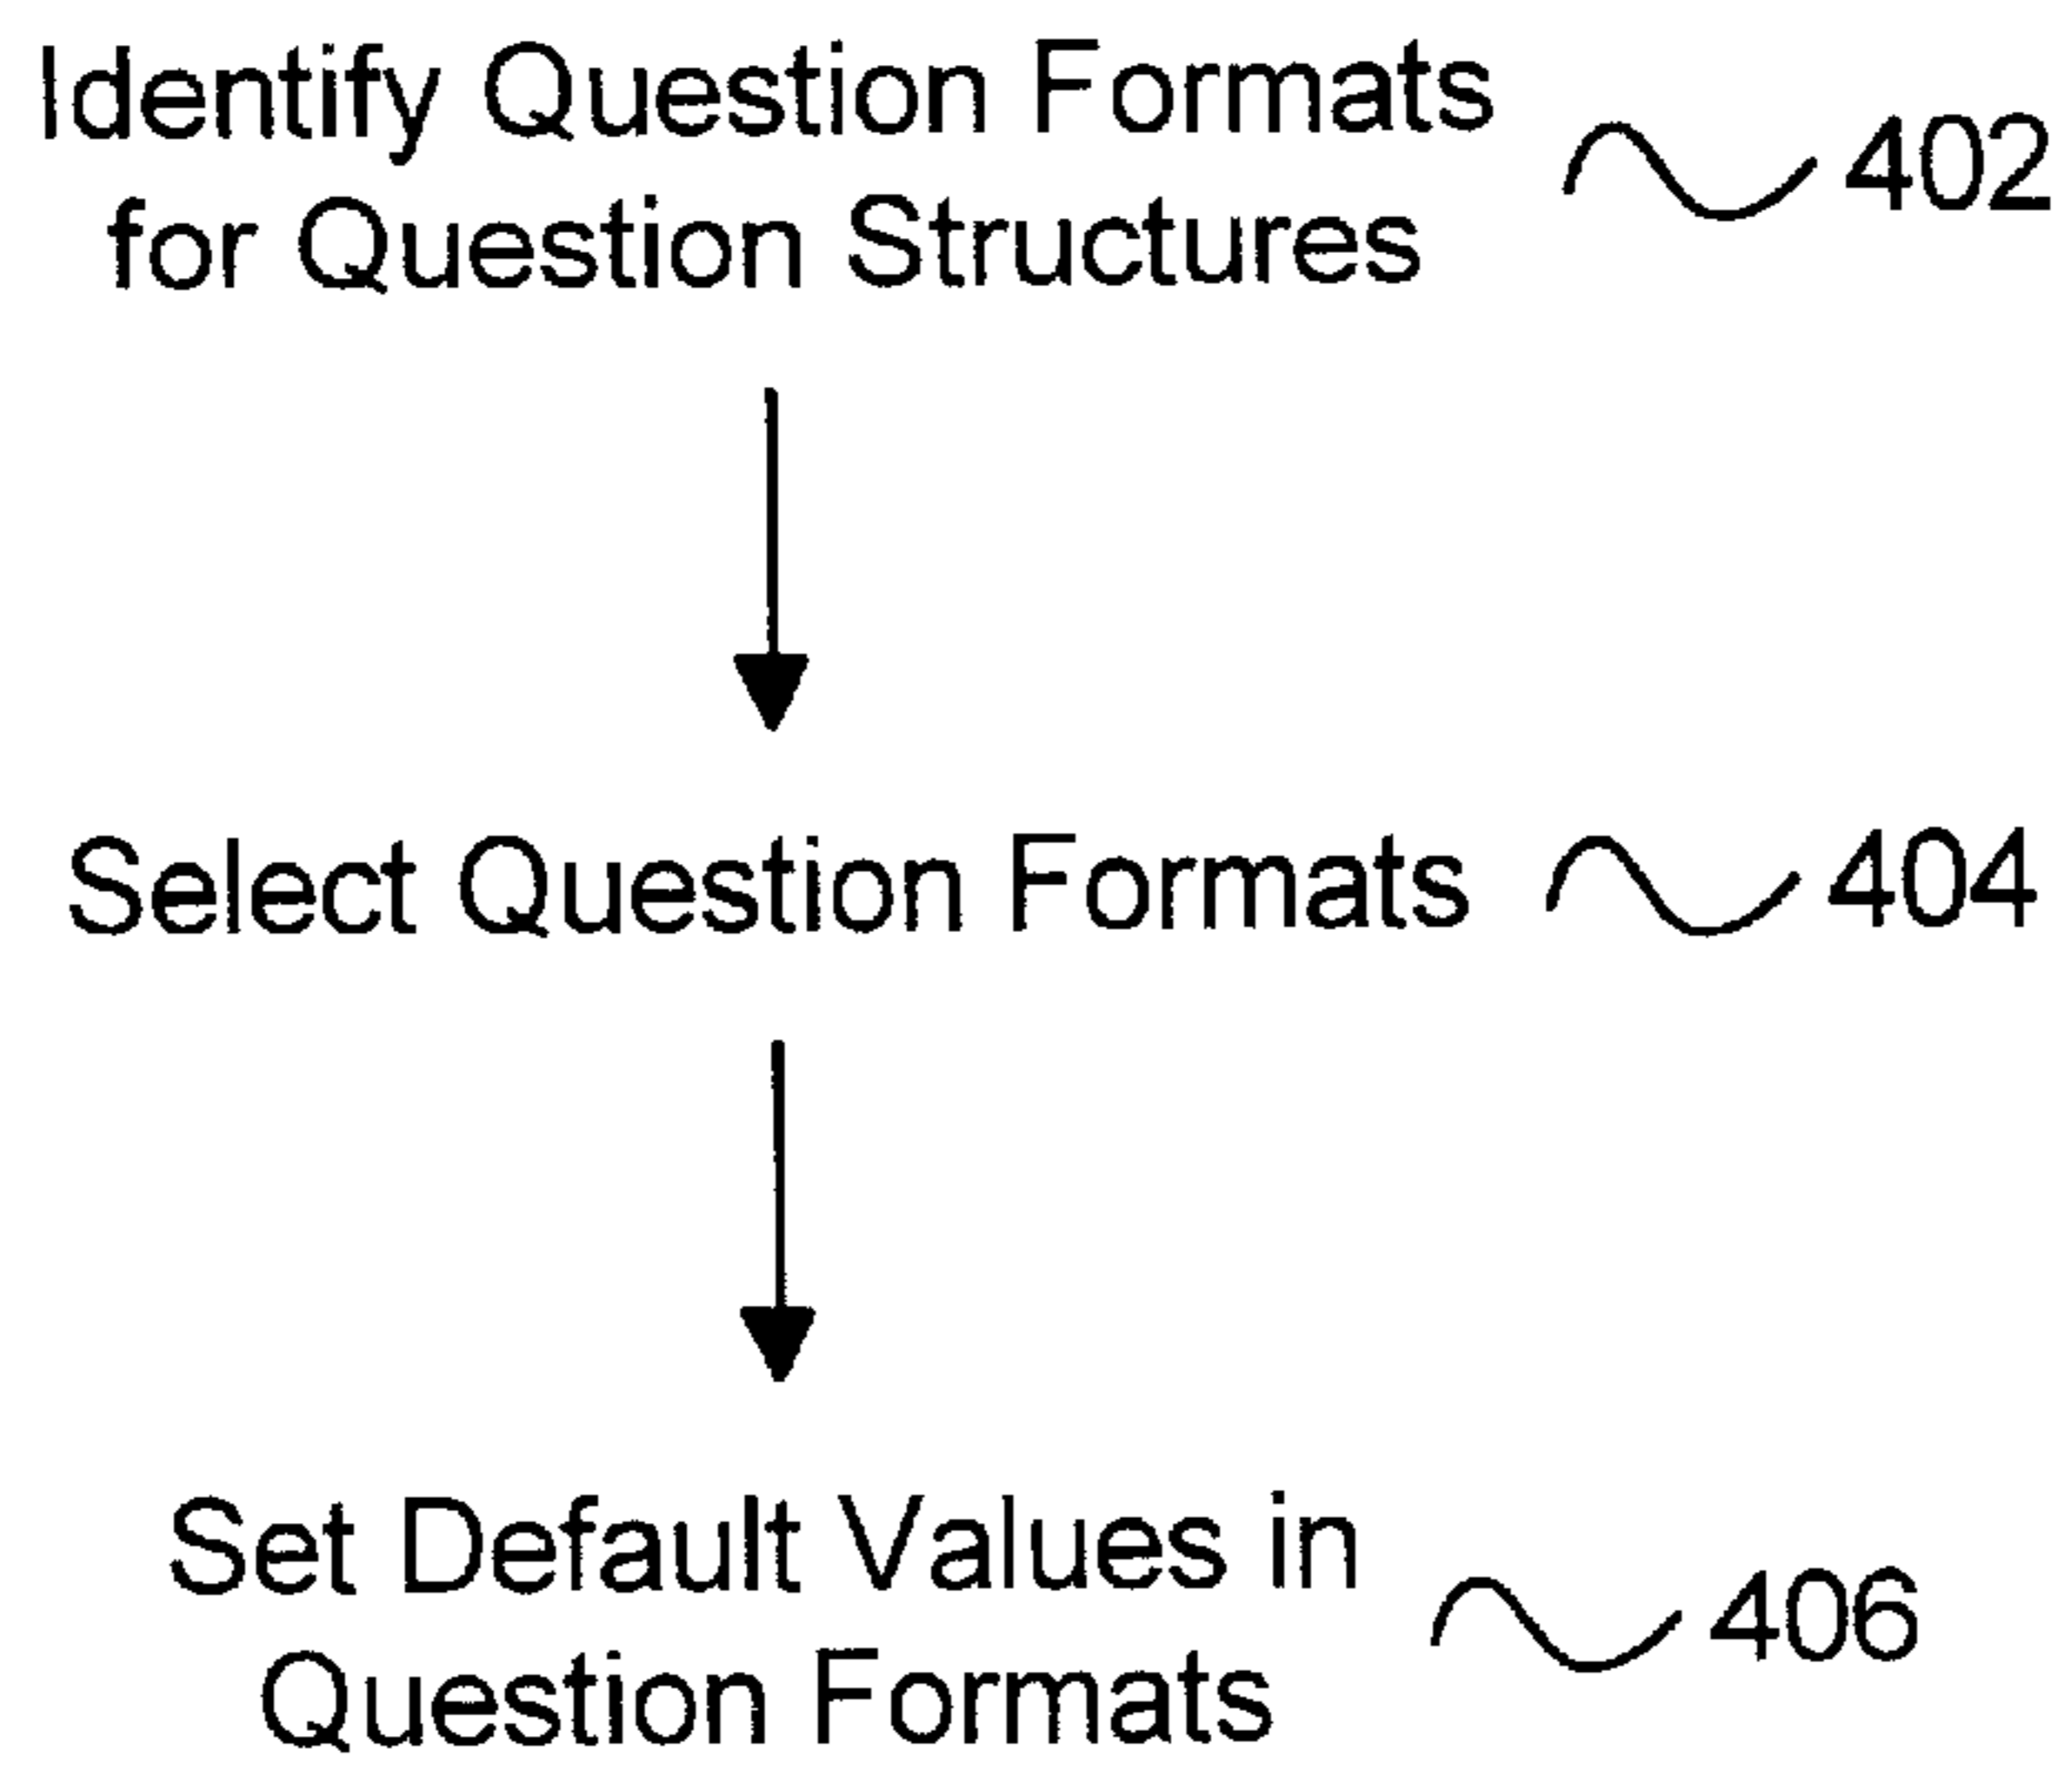 Identify Question Formats
for Question Structures
402
Select Question Formats
404
Set Default Values in
Question Formats
406